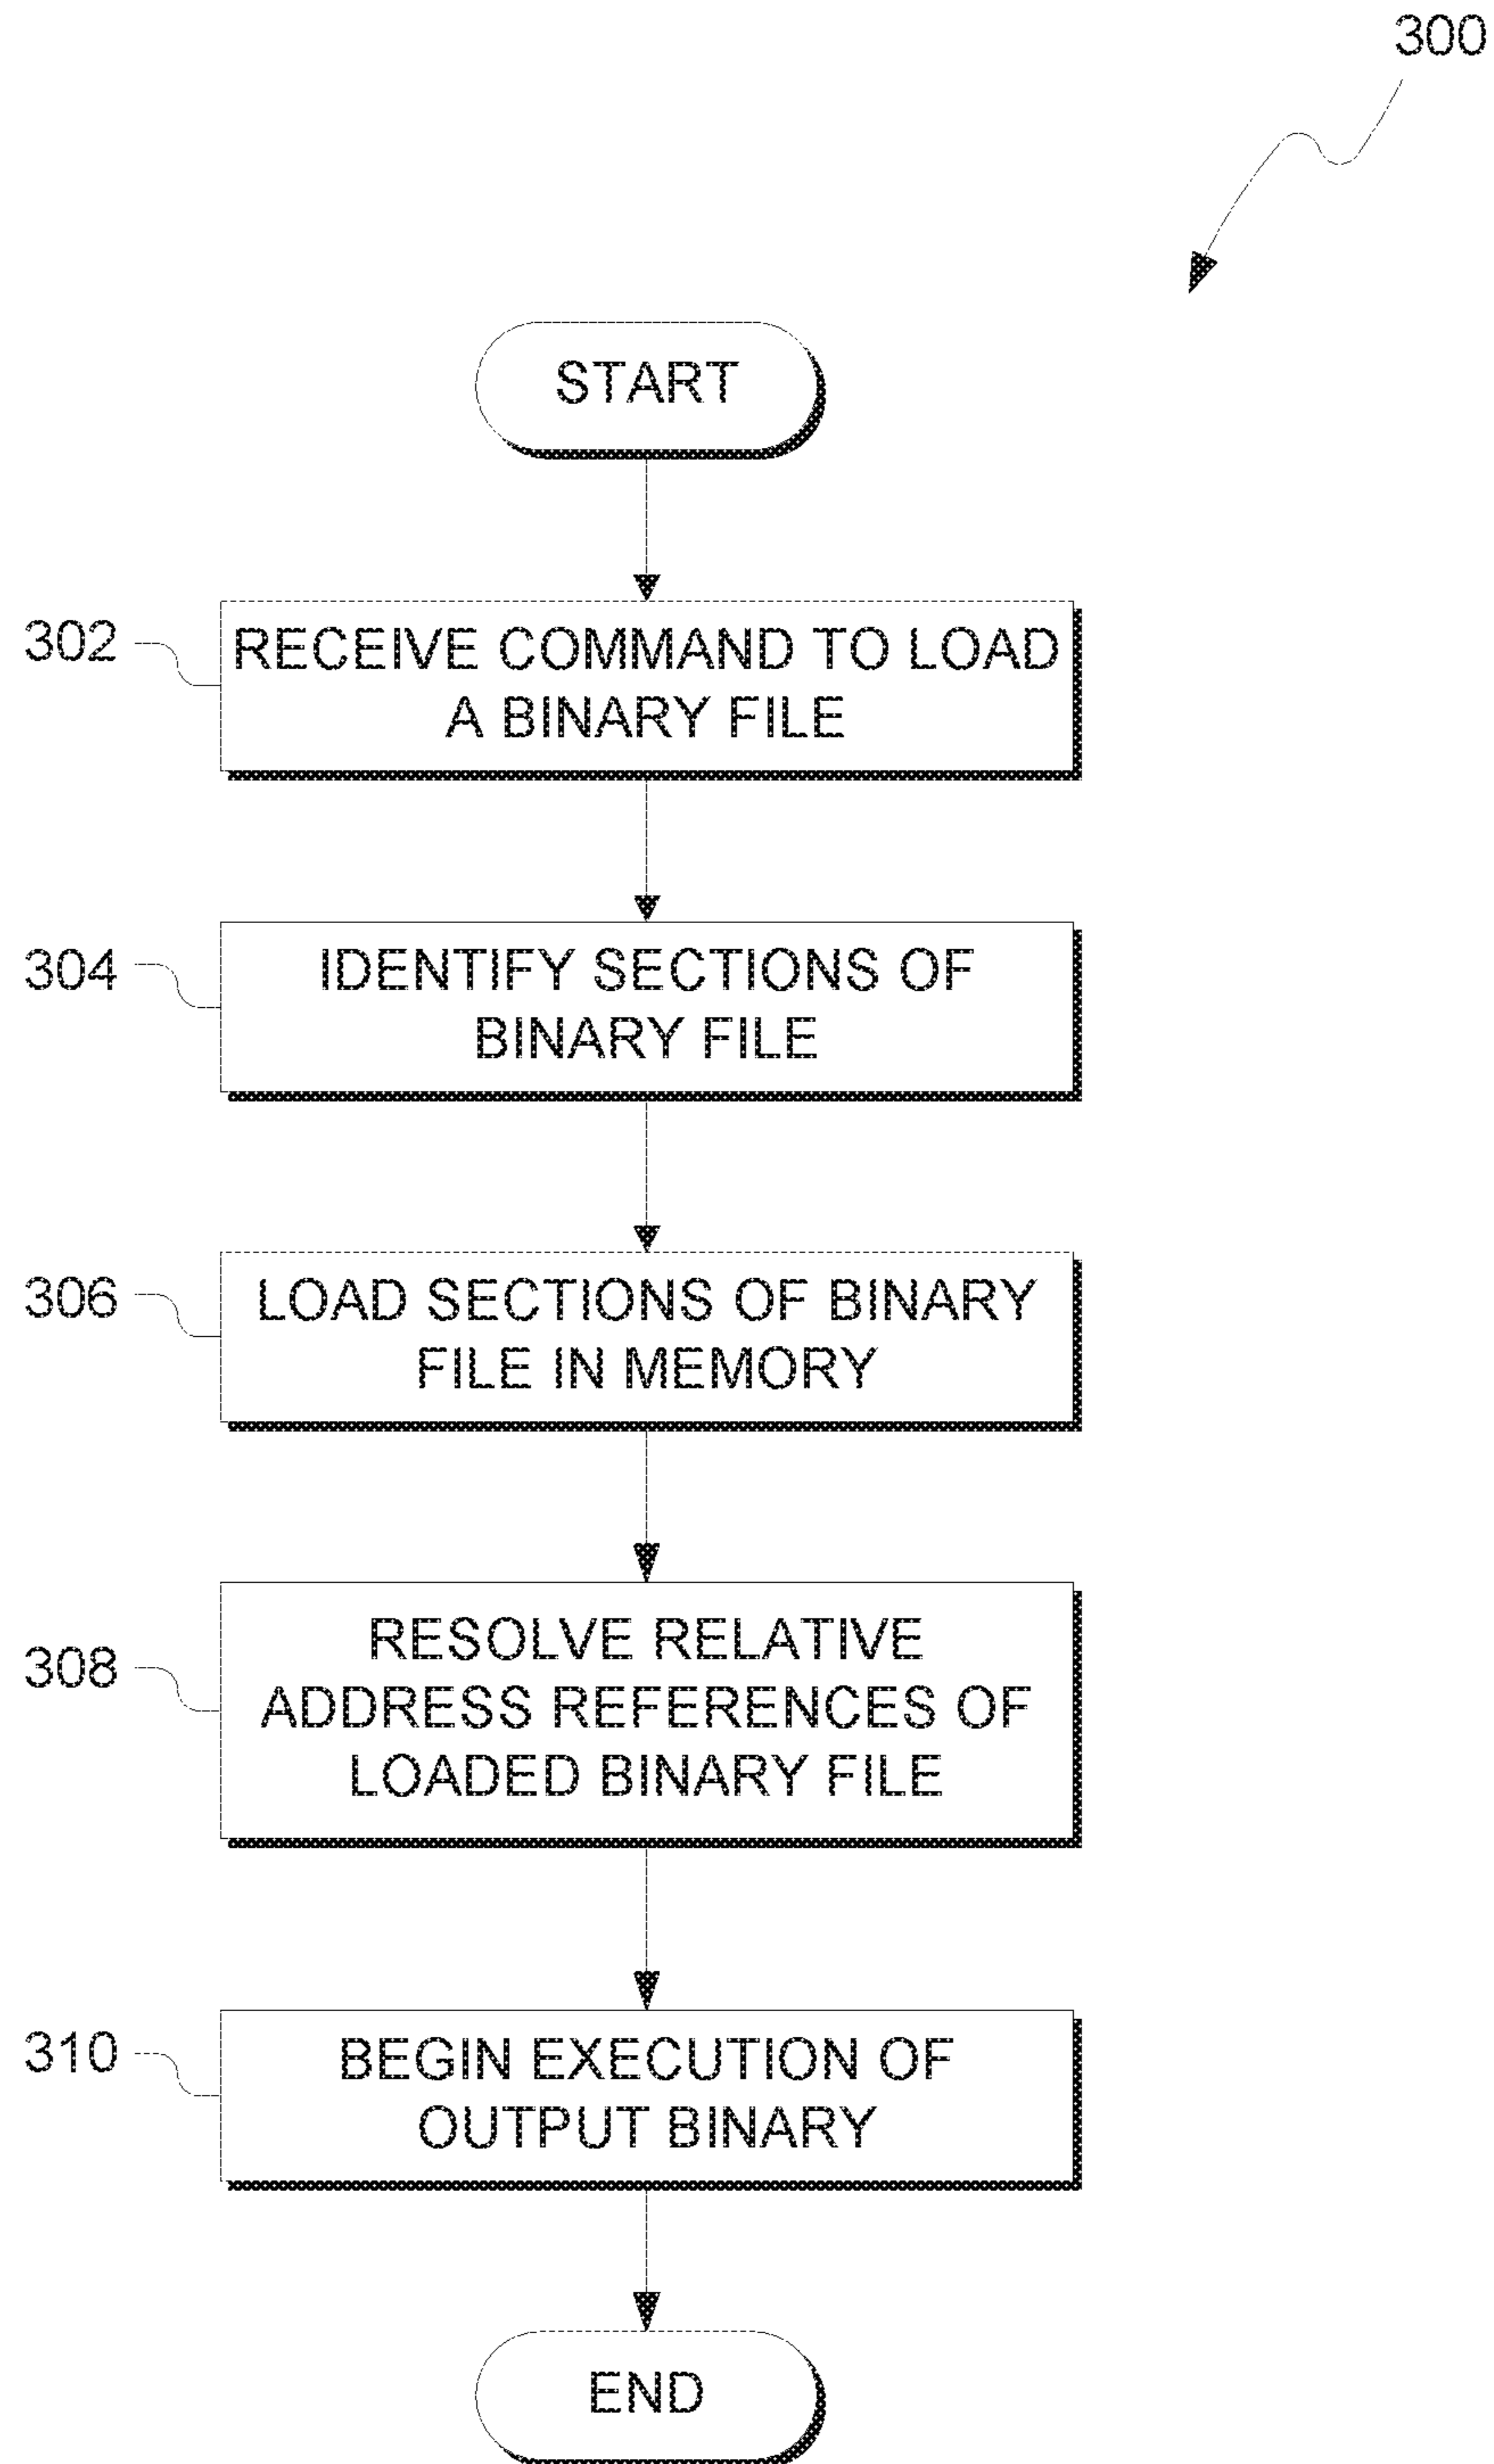 300
START
302
RECEIVE COMMAND TO LOAD
A BINARY FILE
304
IDENTIFY SECTIONS OF
BINARY FILE
306
LOAD SECTIONS OF BINARY
FILE IN MEMORY
308
RESOLVE RELATIVE
ADDRESS REFERENCES OF
LOADED BINARY FILE
310
BEGIN EXECUTION OF
OUTPUT BINARY
END